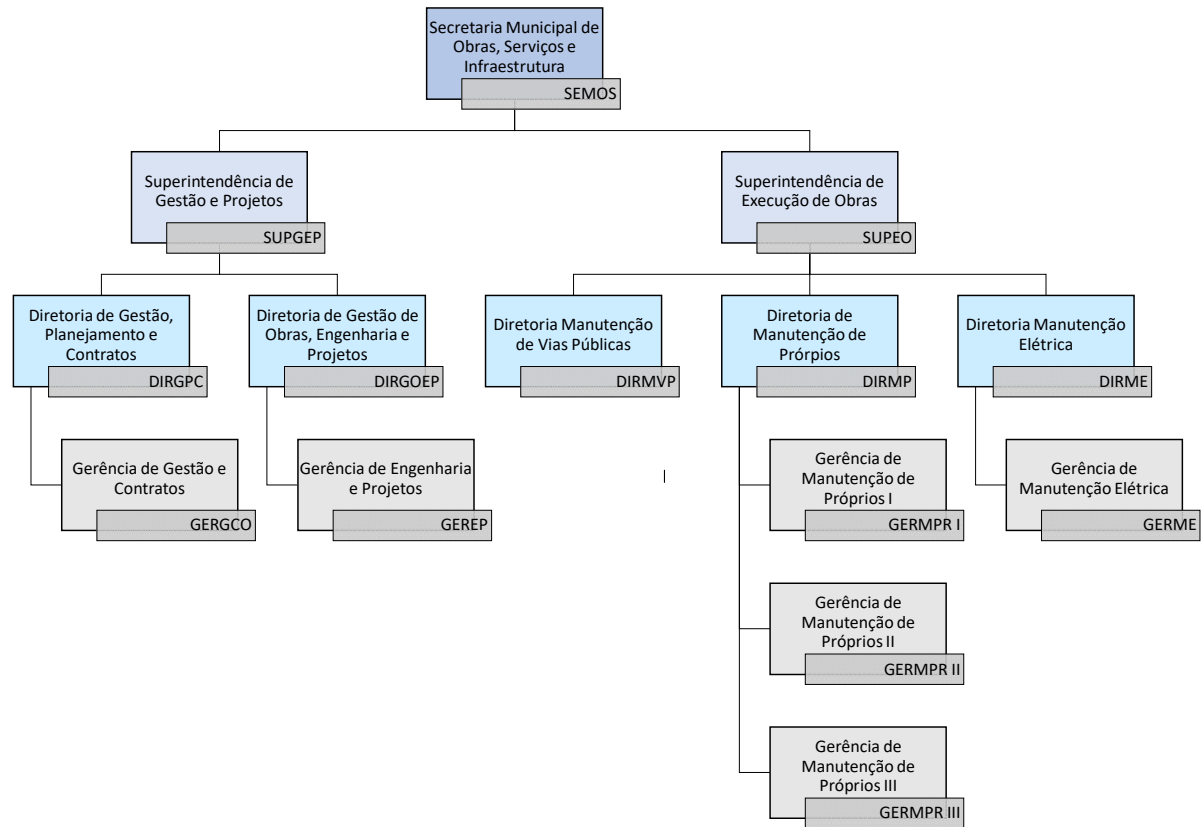 Secretaria Municipal de
Obras, Serviços e
Infraestrutura
SEMOS
Superintendência de
Gestão e Projetos
SUPGEP
Superintendência de
Execução de Obras
SUPEO
Diretoria de Gestão,
Planejamento e
Contratos
DIRGPC
Diretoria de Gestão de
Obras, Engenharia e
Projetos
DIRGOEP
Diretoria Manutenção
de Vias Públicas
DIRMVP
Diretoria de
Manutenção de
Prórpios
DIRMP
Diretoria Manutenção
Elétrica
DIRME
Gerência de Gestão e
Contratos
GERGCO
Gerência de Engenharia
e Projetos
GEREP
Gerência de
Manutenção de
Próprios I
GERMPR I
Gerência de
Manutenção Elétrica
GERME
Gerência de
Manutenção de
Próprios II
GERMPR II
Gerência de
Manutenção de
Próprios III
GERMPR III